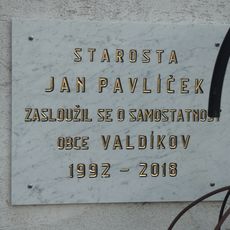 STAROSTA
JAN PAVLÍČEK
ZASLOUŽIL SE O SAMOSTATNOST
OBCE VALDÍKOV
1992 - 2018